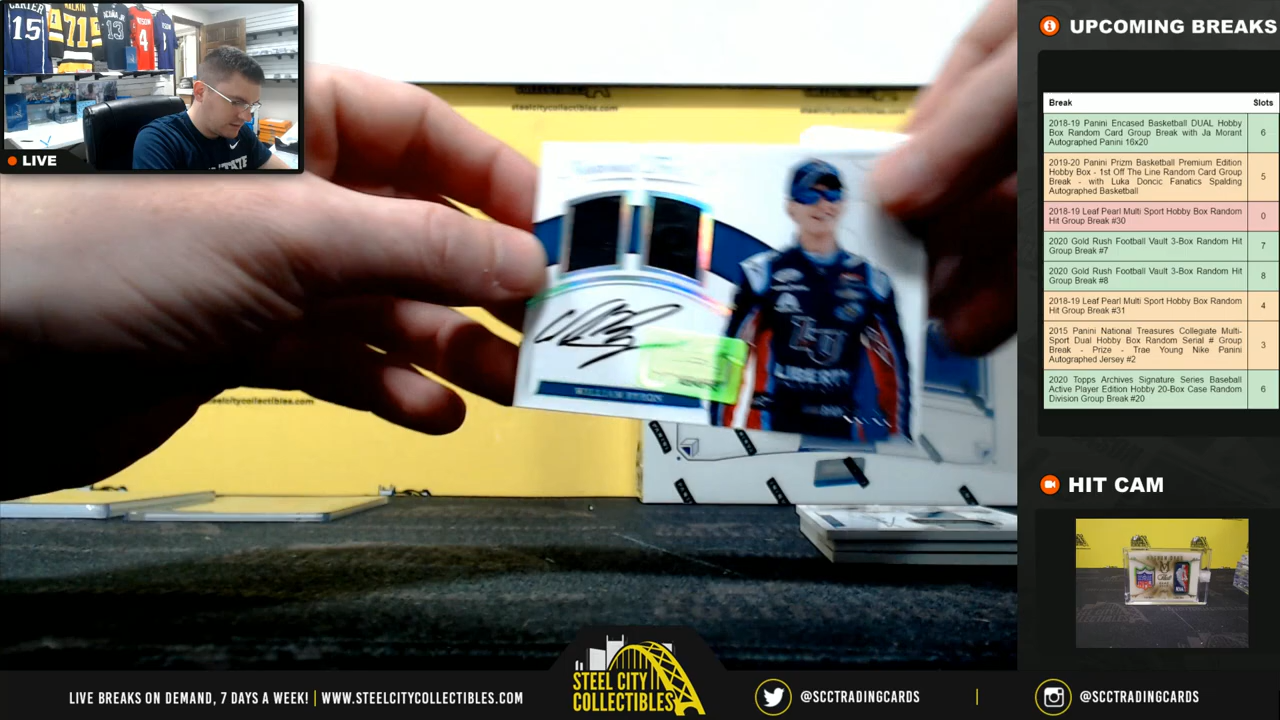 15
71
13
4
LIVE
steelcitycollectibles.com
LIBERTY
WILLIAM BYRON
UPCOMING BREAKS
Break Slots
2018-19 Panini Encased Basketball DUAL Hobby
Box Random Card Group Break with Ja Morant
Autographed Panini 16x20
6
2019-20 Panini Prizm Basketball Premium Edition
Hobby Box - 1st Off The Line Random Card Group
Break - with Luka Doncic Fanatics Spalding
Autographed Basketball
5
2018-19 Leaf Pearl Multi Sport Hobby Box Random
Hit Group Break #30
0
2020 Gold Rush Football Vault 3-Box Random Hit
Group Break #7
7
2020 Gold Rush Football Vault 3-Box Random Hit
Group Break #8
8
2018-19 Leaf Pearl Multi Sport Hobby Box Random
Hit Group Break #31
4
2015 Panini National Treasures Collegiate Multi-
Sport Dual Hobby Box Random Serial # Group
Break - Prize - Trae Young Nike Panini
Autographed Jersey #2
3
2020 Topps Archives Signature Series Baseball
Active Player Edition Hobby 20-Box Case Random
Division Group Break #20
6
HIT CAM
LIVE BREAKS ON DEMAND, 7 DAYS A WEEK! | WWW.STEELCITYCOLLECTIBLES.COM
STEEL CITY
COLLECTIBLES
@SCCTRADINGCARDS | @SCCTRADINGCARDS